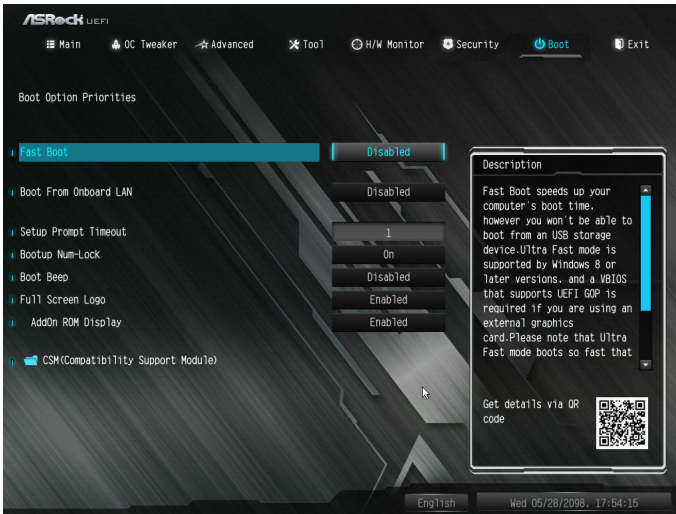 ASRock UEFI
Main OC Tweaker Advanced Tool H/W Monitor Security Boot Exit
Boot Option Priorities
Fast Boot Disabled
Boot From Onboard LAN Disabled
Setup Prompt Timeout 1
Bootup Num-Lock On
Boot Beep Disabled
Full Screen Logo Enabled
AddOn ROM Display Enabled
CSM(Compatibility Support Module)
Description
Fast Boot speeds up your
computer's boot time,
however you won't be able to
boot from an USB storage
device.Ultra Fast mode is
supported by Windows 8 or
later versions, and a VBIOS
that supports UEFI GOP is
required if you are using an
external graphics
card.Please note that Ultra
Fast mode boots so fast that
Get details via QR
code
English Wed 05/28/2098, 17:54:15